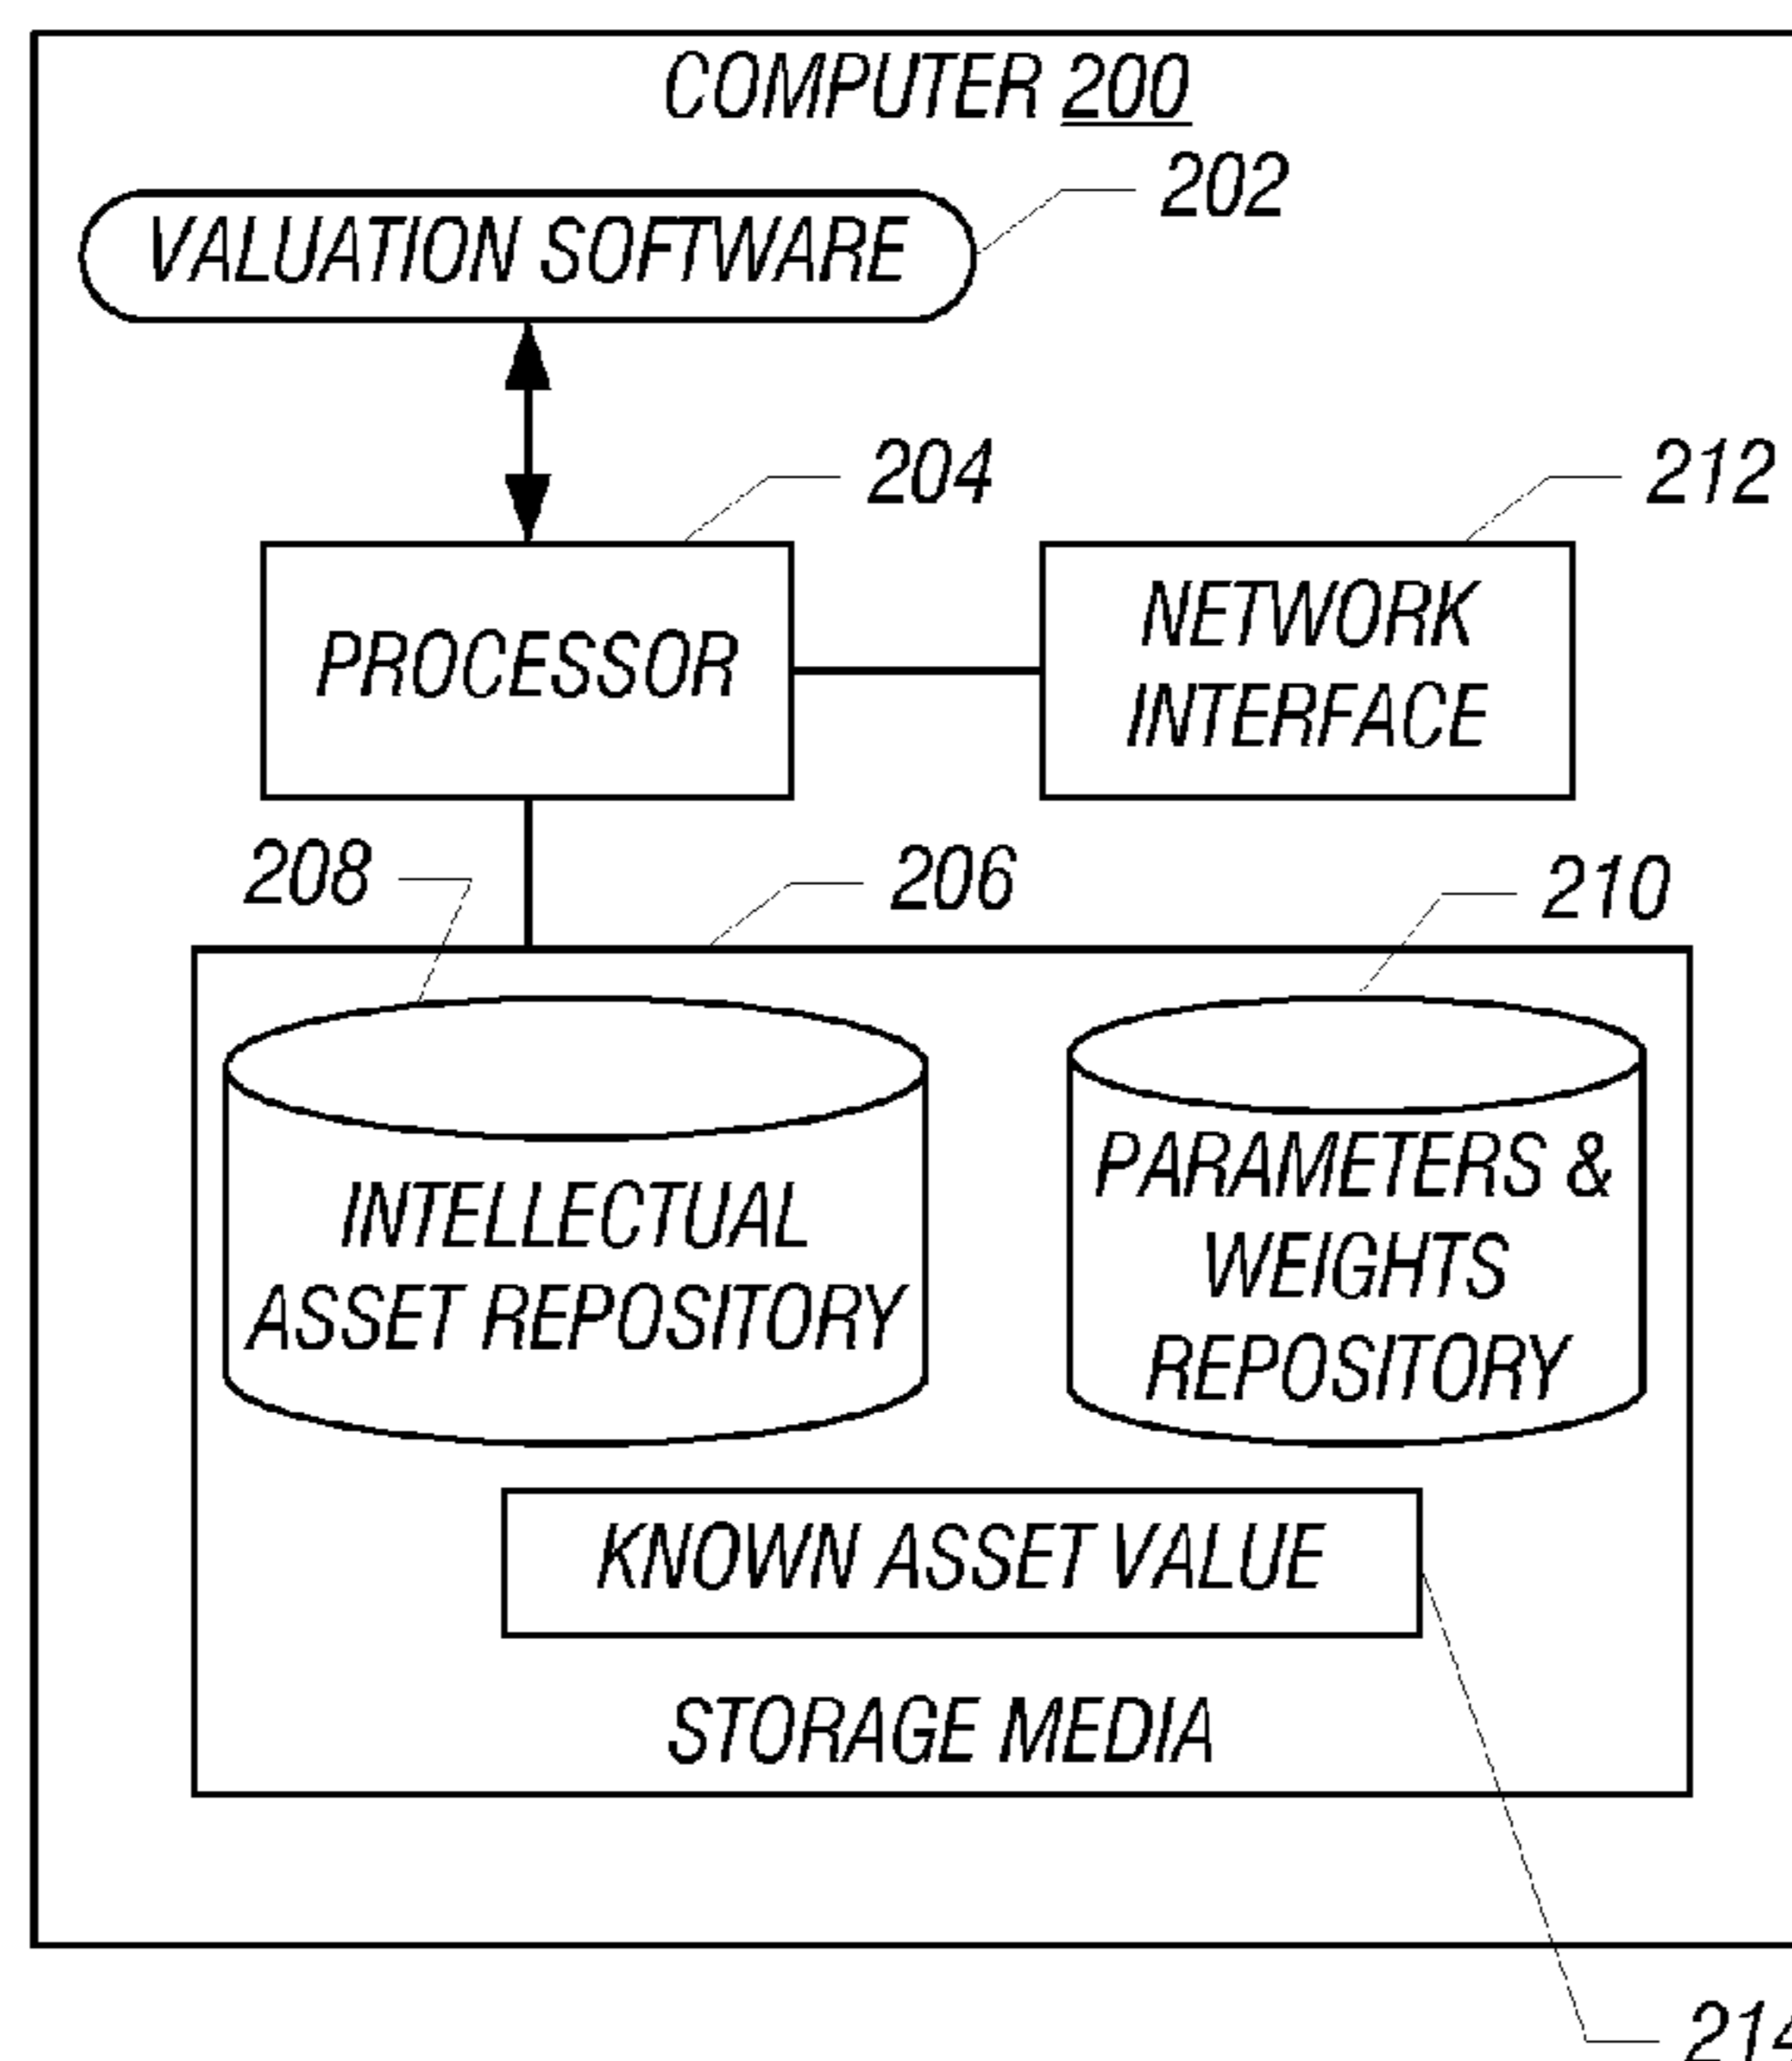 COMPUTER 200
202
VALUATION SOFTWARE
204
212
PROCESSOR
NETWORK
INTERFACE
208
206
210
INTELLECTUAL
ASSET REPOSITORY
PARAMETERS &
WEIGHTS
REPOSITORY
KNOWN ASSET VALUE
STORAGE MEDIA
214